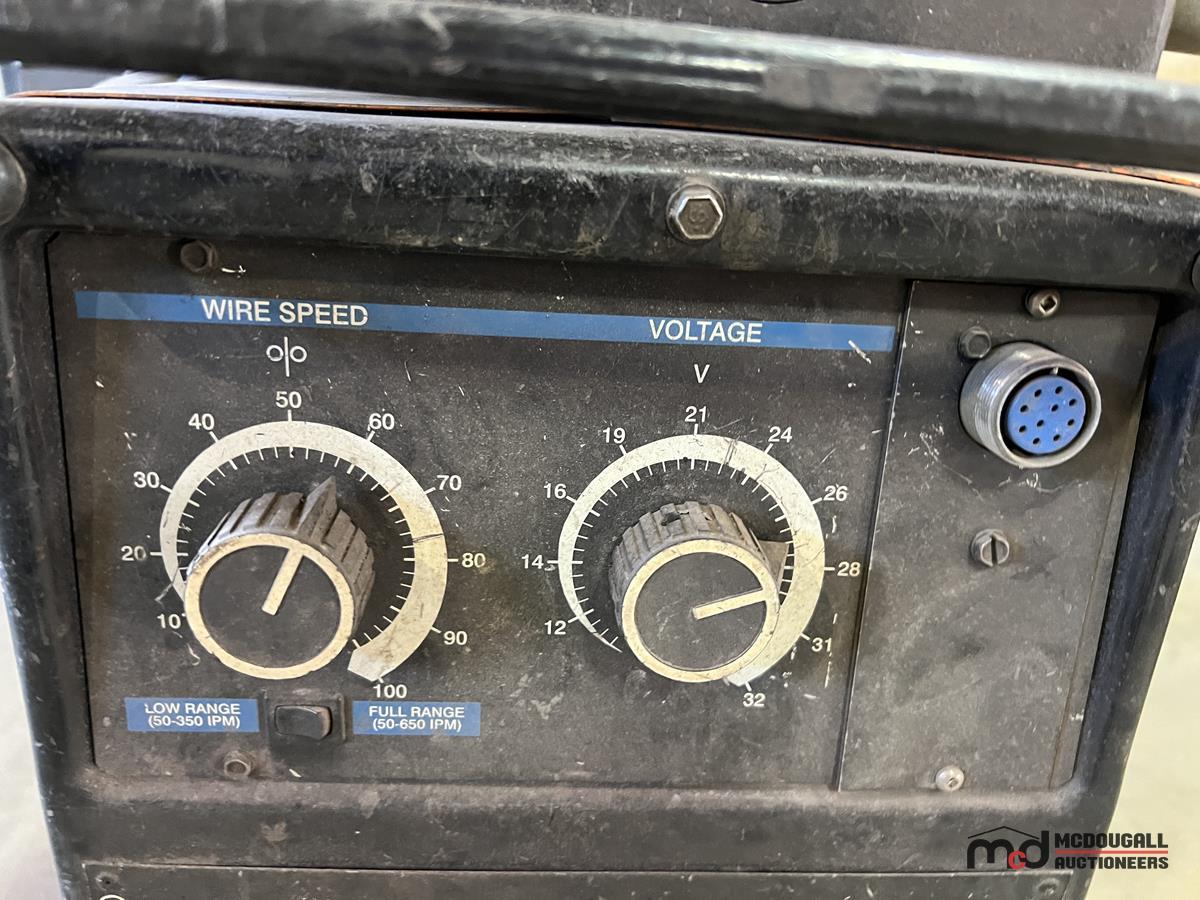 WIRE SPEED
VOLTAGE
V
10
20
30
40
50
60
70
80
90
100
12
14
16
19
21
24
26
28
31
32
LOW RANGE
(50-350 IPM)
FULL RANGE
(50-650 IPM)
mcd
MCDOUGALL
AUCTIONEERS